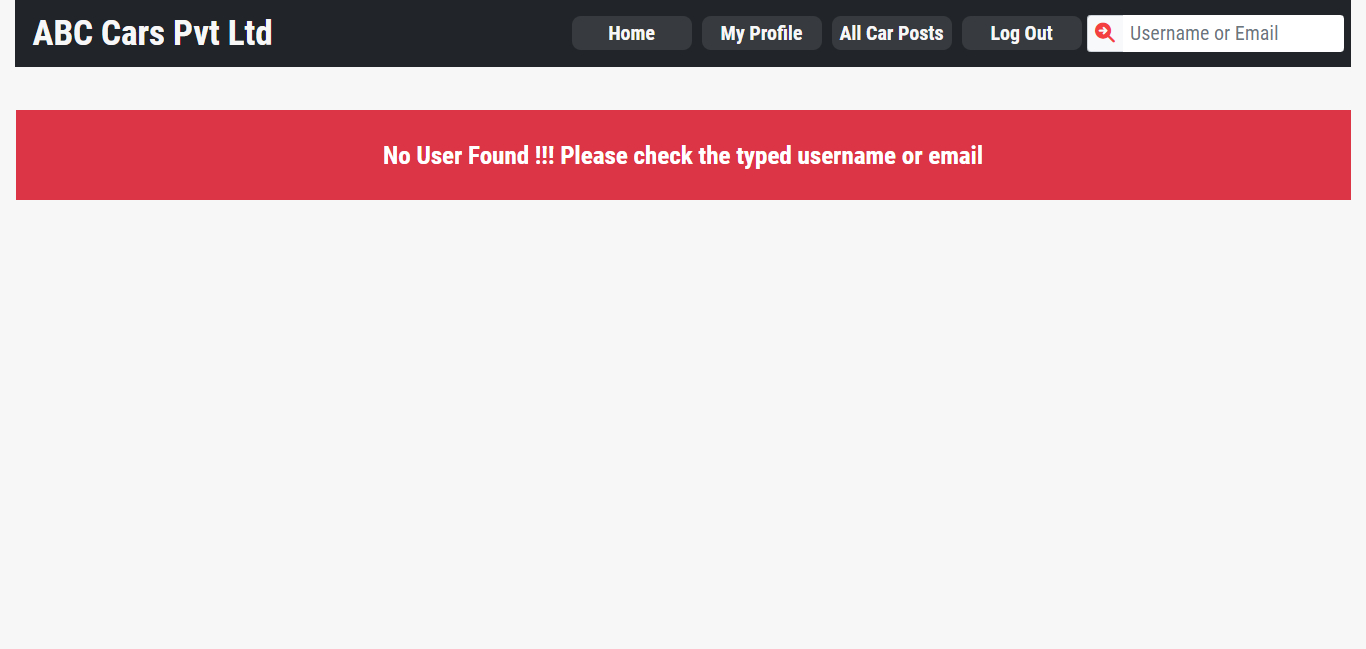 ABC Cars Pvt Ltd
Home
My Profile
All Car Posts
Log Out
Username or Email
No User Found !!! Please check the typed username or email